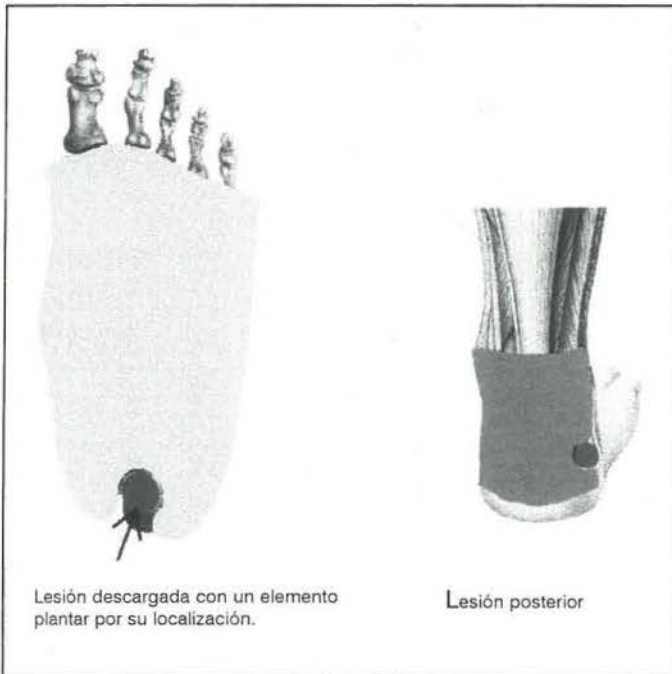 Lesión descargada con un elemento
plantar por su localización.
Lesión posterior